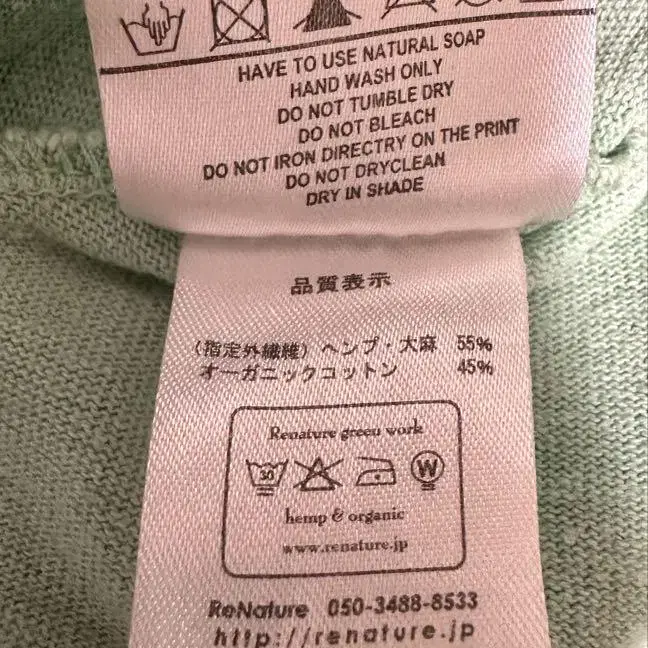 HAVE TO USE NATURAL SOAP
HAND WASH ONLY
DO NOT TUMBLE DRY
DO NOT BLEACH
DO NOT IRON DIRECTRY ON THE PRINT
DO NOT DRYCLEAN
DRY IN SHADE
品質表示
(指定外繊維)ヘンプ・大麻 55%
オーガニックコットン 45%
Renature green work
30 W
hemp & organic
www.renature.jp
ReNature 050-3488-8533
http://renature.jp